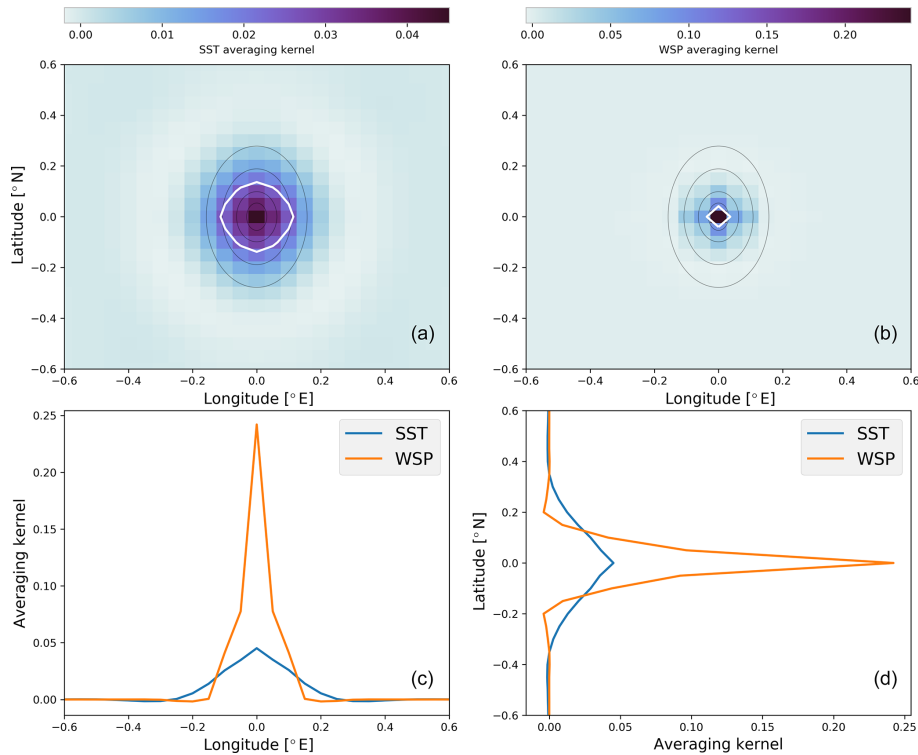 0.00 0.01 0.02 0.03 0.04
SST averaging kernel
0.00 0.05 0.10 0.15 0.20
WSP averaging kernel
0.6
0.4
0.2
0.0
−0.2
−0.4
−0.6
Latitude [°N]
(a)
−0.6 −0.4 −0.2 0.0 0.2 0.4 0.6
Longitude [°E]
0.6
0.4
0.2
0.0
−0.2
−0.4
−0.6
(b)
−0.6 −0.4 −0.2 0.0 0.2 0.4 0.6
Longitude [°E]
0.25
0.20
0.15
0.10
0.05
0.00
Averaging kernel
SST
WSP
(c)
−0.6 −0.4 −0.2 0.0 0.2 0.4 0.6
Longitude [°E]
0.6
0.4
0.2
0.0
−0.2
−0.4
−0.6
Latitude [°N]
SST
WSP
(d)
0.00 0.05 0.10 0.15 0.20 0.25
Averaging kernel